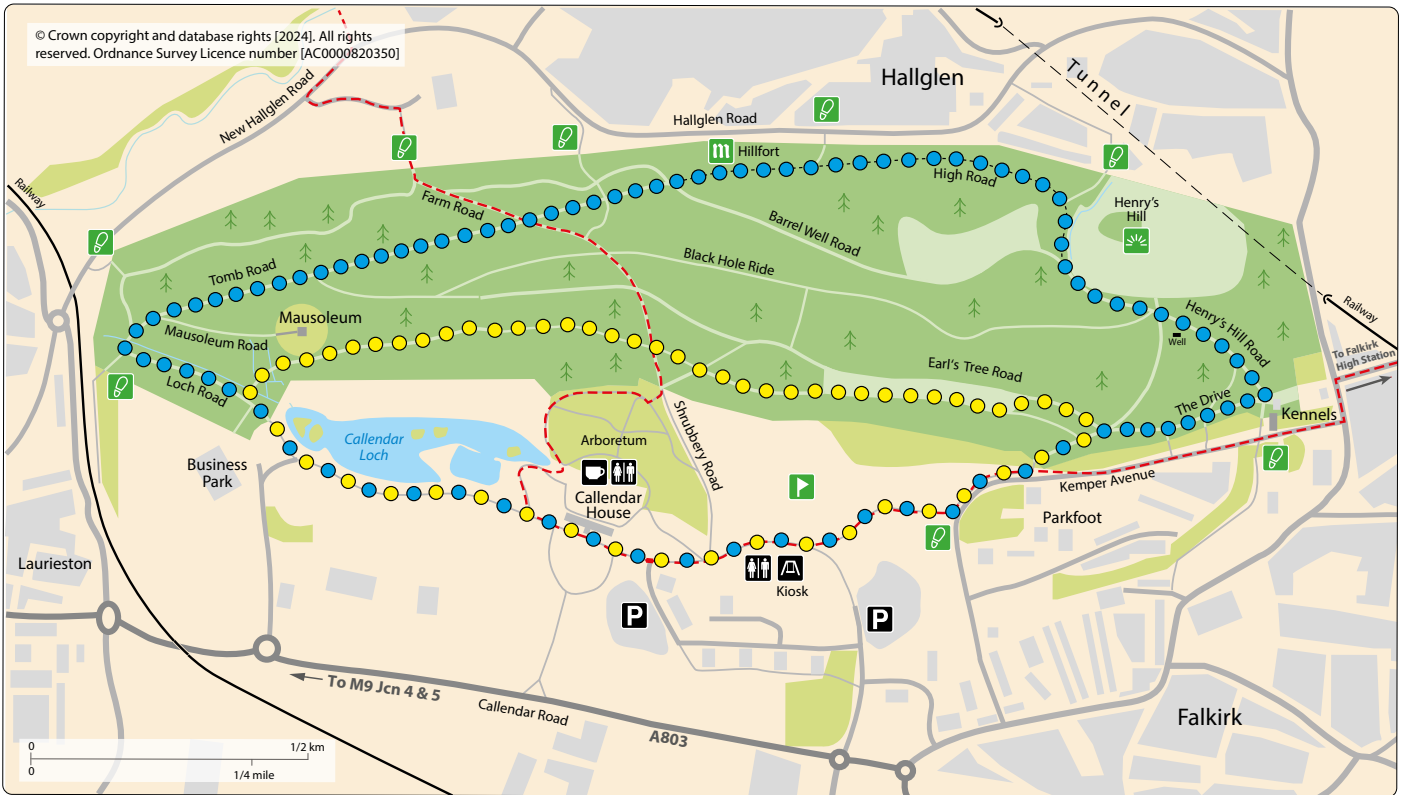 © Crown copyright and database rights [2024]. All rights
reserved. Ordnance Survey Licence number [AC0000820350]
New Hallglen Road
Hallglen
Tunnel
Hallglen Road
Hillfort
High Road
Railway
Farm Road
Henry's
Hill
Barrel Well Road
Tomb Road
Black Hole Ride
Mausoleum
Mausoleum Road
Railway
Henry's Hill Road
Well
To Falkirk
High Station
Earl's Tree Road
Loch Road
The Drive
Kennels
Shrubbery Road
Callendar
Loch
Arboretum
Business
Park
Callendar
House
Kemper Avenue
Parkfoot
Laurieston
Kiosk
P
P
To M9 Jcn 4 & 5
Callendar Road
A803
Falkirk
0 1/2 km
0 1/4 mile